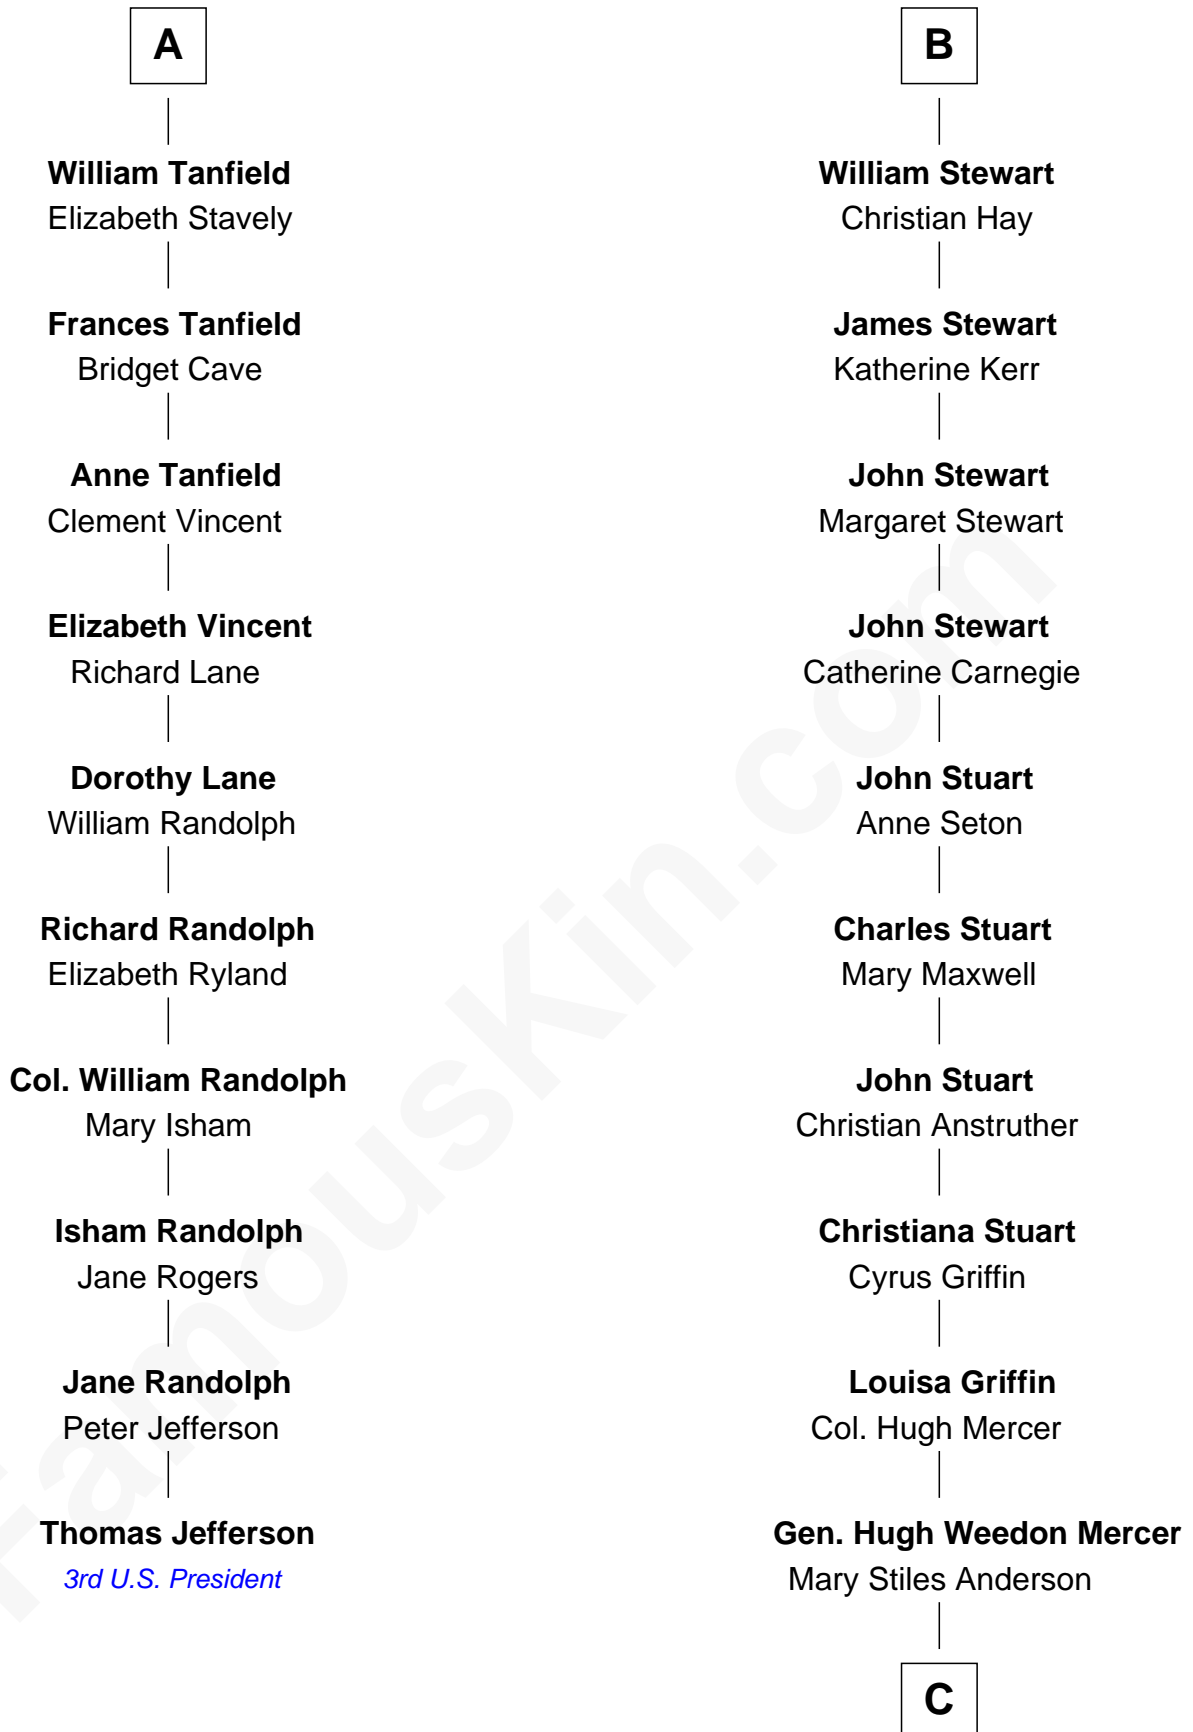 A
William Tanfield
Elizabeth Stavely
Frances Tanfield
Bridget Cave
Anne Tanfield
Clement Vincent
Elizabeth Vincent
Richard Lane
Dorothy Lane
William Randolph
Richard Randolph
Elizabeth Ryland
Col. William Randolph
Mary Isham
Isham Randolph
Jane Rogers
Jane Randolph
Peter Jefferson
Thomas Jefferson
3rd U.S. President
B
William Stewart
Christian Hay
James Stewart
Katherine Kerr
John Stewart
Margaret Stewart
John Stewart
Catherine Carnegie
John Stuart
Anne Seton
Charles Stuart
Mary Maxwell
John Stuart
Christian Anstruther
Christiana Stuart
Cyrus Griffin
Louisa Griffin
Col. Hugh Mercer
Gen. Hugh Weedon Mercer
Mary Stiles Anderson
C
FamousKin.com